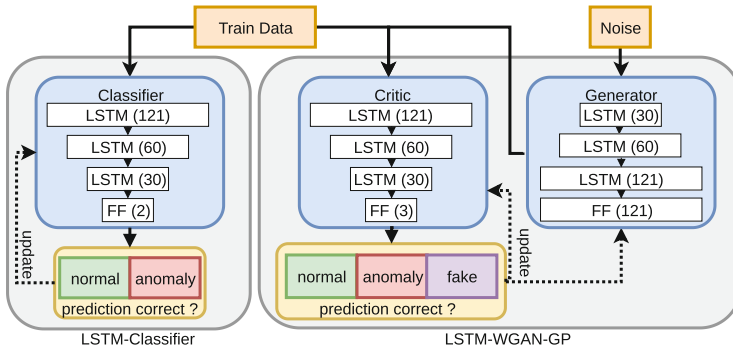 Train Data
Noise
Classifier
LSTM (121)
LSTM (60)
LSTM (30)
FF (2)
update
normal
anomaly
prediction correct ?
LSTM-Classifier
Critic
LSTM (121)
LSTM (60)
LSTM (30)
FF (3)
normal
anomaly
fake
prediction correct ?
update
Generator
LSTM (30)
LSTM (60)
LSTM (121)
FF (121)
LSTM-WGAN-GP